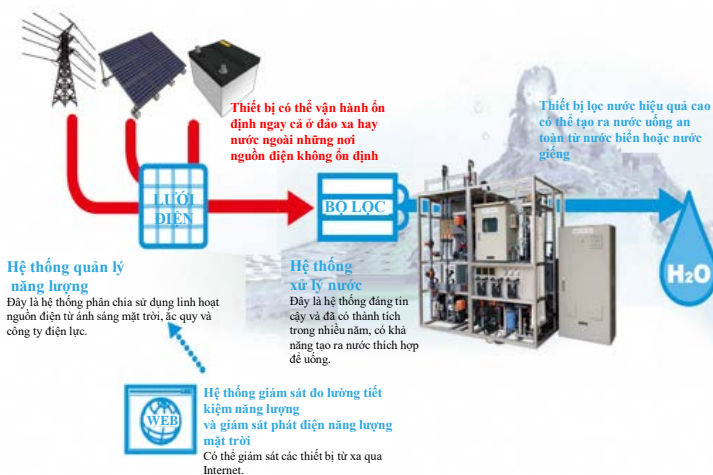 Thiết bị có thể vận hành ổn
định ngay cả ở đảo xa hay
nước ngoài những nơi
nguồn điện không ổn định
Thiết bị lọc nước hiệu quả cao
có thể tạo ra nước uống an
toàn từ nước biển hoặc nước
giếng
LƯỚI
ĐIỆN
BỘ LỌC
H₂O
Hệ thống quản lý
năng lượng
Đây là hệ thống phân chia sử dụng linh hoạt
nguồn điện từ ánh sáng mặt trời, ắc quy và
công ty điện lực.
Hệ thống
xử lý nước
Đây là hệ thống đáng tin
cậy và đã có thành tích
trong nhiều năm, có khả
năng tạo ra nước thích hợp
để uống.
WEB
Hệ thống giám sát đo lường tiết
kiệm năng lượng
và giám sát phát điện năng lượng
mặt trời
Có thể giám sát các thiết bị từ xa qua
Internet.